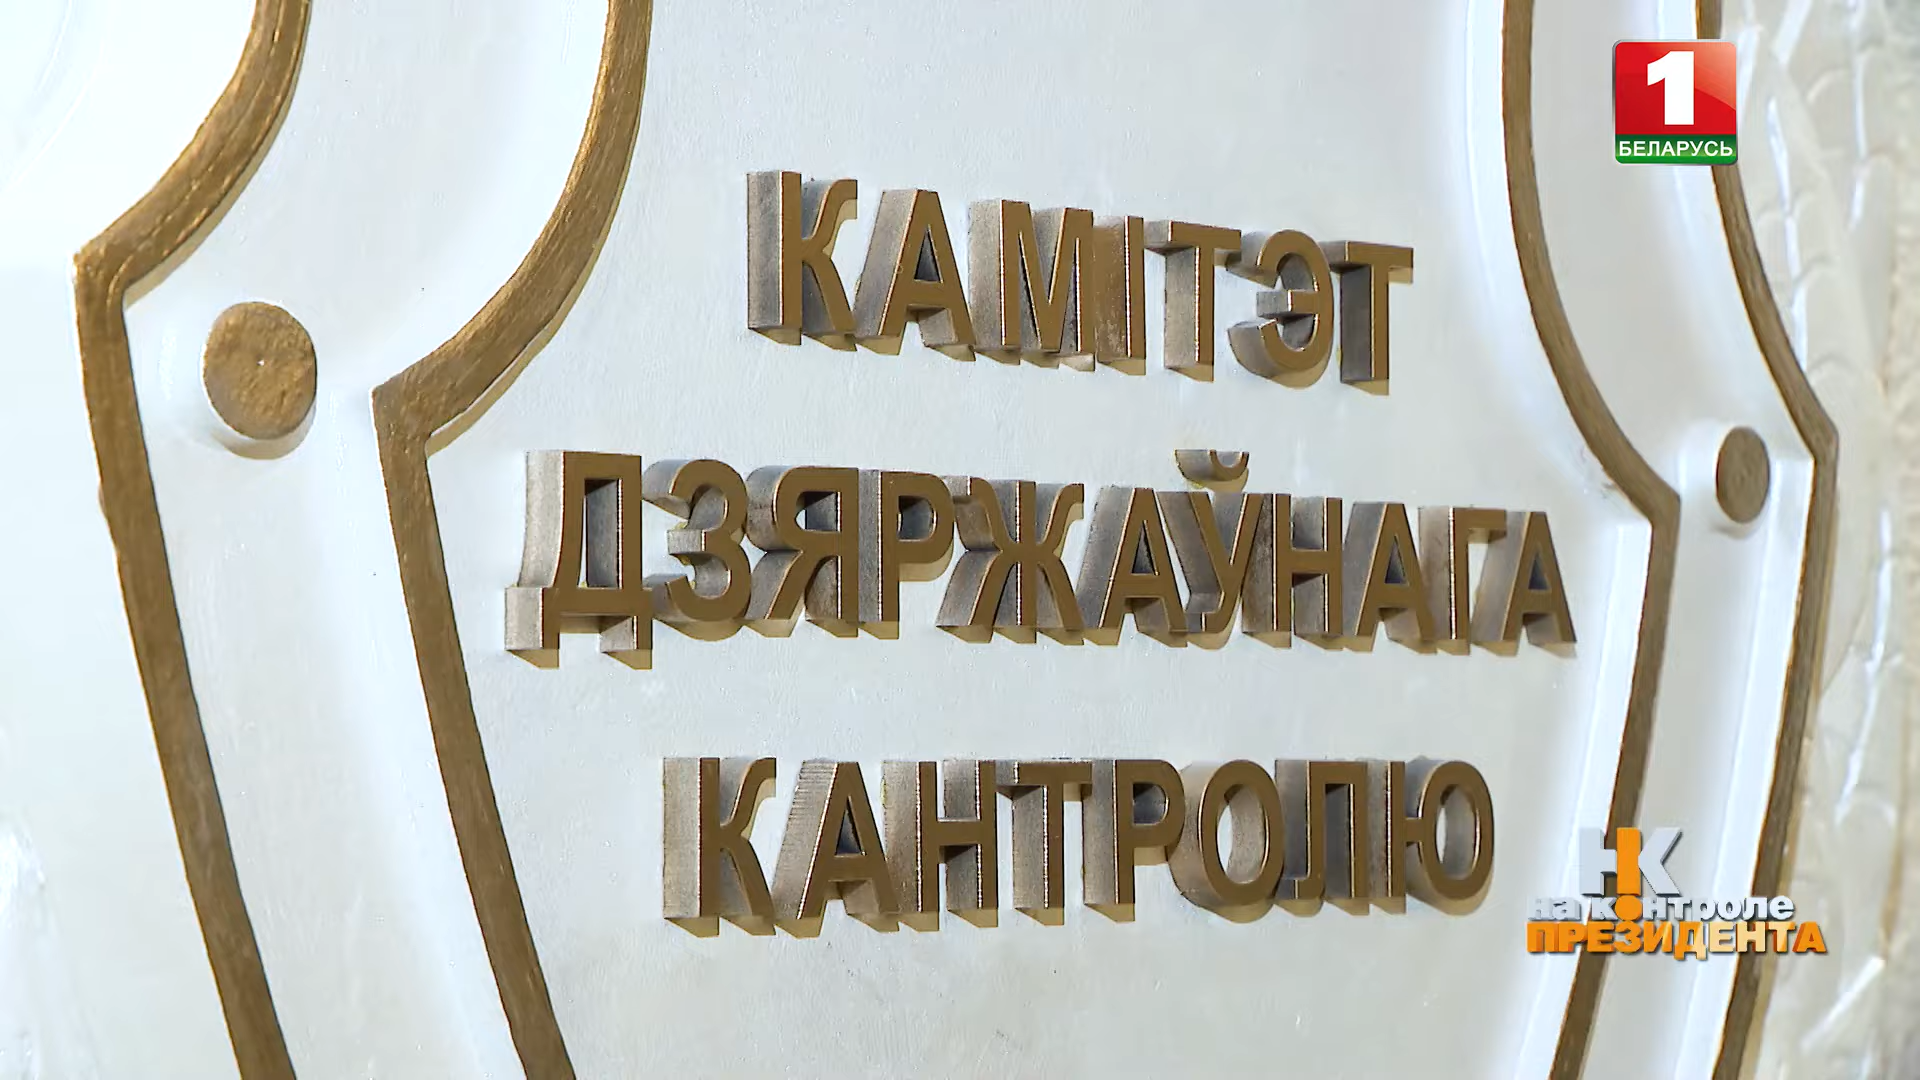 1
БЕЛАРУСЬ
КАМІТЭТ
ДЗЯРЖАЎНАГА
КАНТРОЛЮ
НК
на контроле
ПРЕЗИДЕНТА